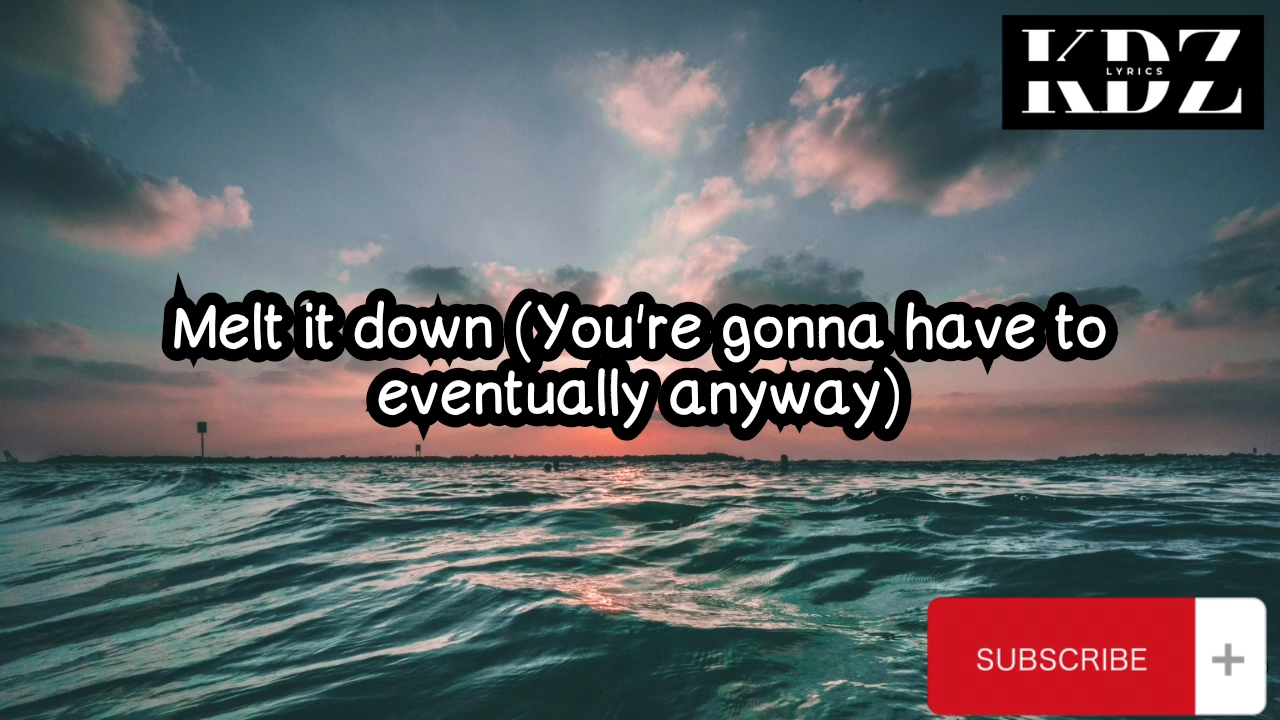 KDZ
LYRICS
Melt it down (You're gonna have to
eventually anyway)
SUBSCRIBE